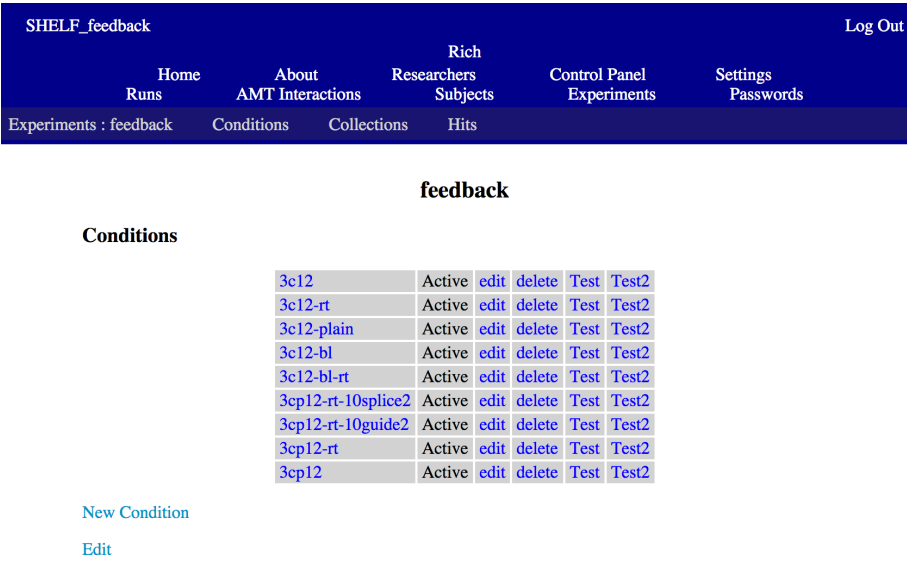 SHELF_feedback Log Out
Rich
Home About Researchers Control Panel Settings
Runs AMT Interactions Subjects Experiments Passwords
Experiments : feedback Conditions Collections Hits
feedback
Conditions
3c12 Active edit delete Test Test2
3c12-rt Active edit delete Test Test2
3c12-plain Active edit delete Test Test2
3c12-bl Active edit delete Test Test2
3c12-bl-rt Active edit delete Test Test2
3cp12-rt-10splice2 Active edit delete Test Test2
3cp12-rt-10guide2 Active edit delete Test Test2
3cp12-rt Active edit delete Test Test2
3cp12 Active edit delete Test Test2
New Condition
Edit